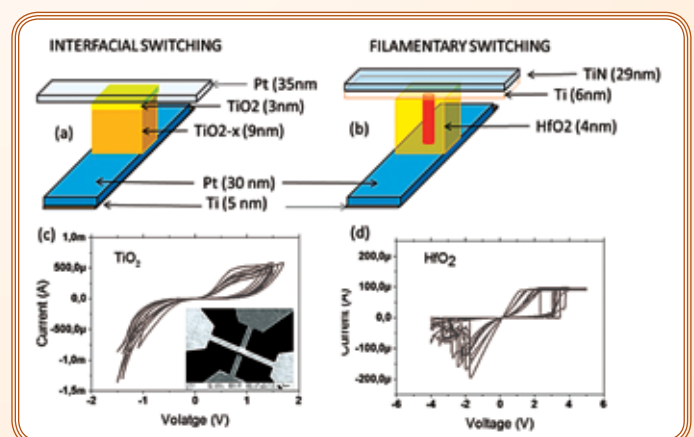 INTERFACIAL SWITCHING
FILAMENTARY SWITCHING
Pt (35nm
TiO2 (3nm)
TiO2-x (9nm)
(a)
TiN (29nm)
Ti (6nm)
HfO2 (4nm)
(b)
Pt (30 nm)
Ti (5 nm)
(c)
TiO2
1,0m
500,0µ
0,0
-500,0µ
-1,0m
-1,5m
Current (A)
-2 -1 0 1 2
Volatge (V)
(d)
HfO2
200,0µ
100,0µ
0,0
-100,0µ
-200,0µ
Current (A)
-6 -4 -2 0 2 4 6
Voltage (V)